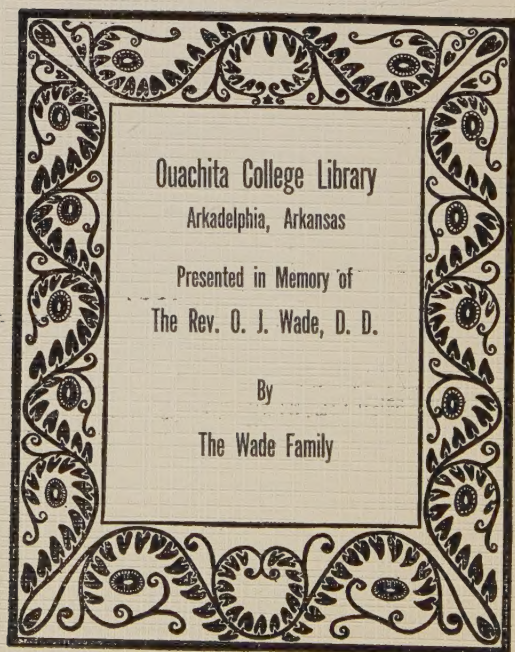 Ouachita College Library
Arkadelphia, Arkansas
Presented in Memory of
The Rev. O. J. Wade, D. D.
By
The Wade Family